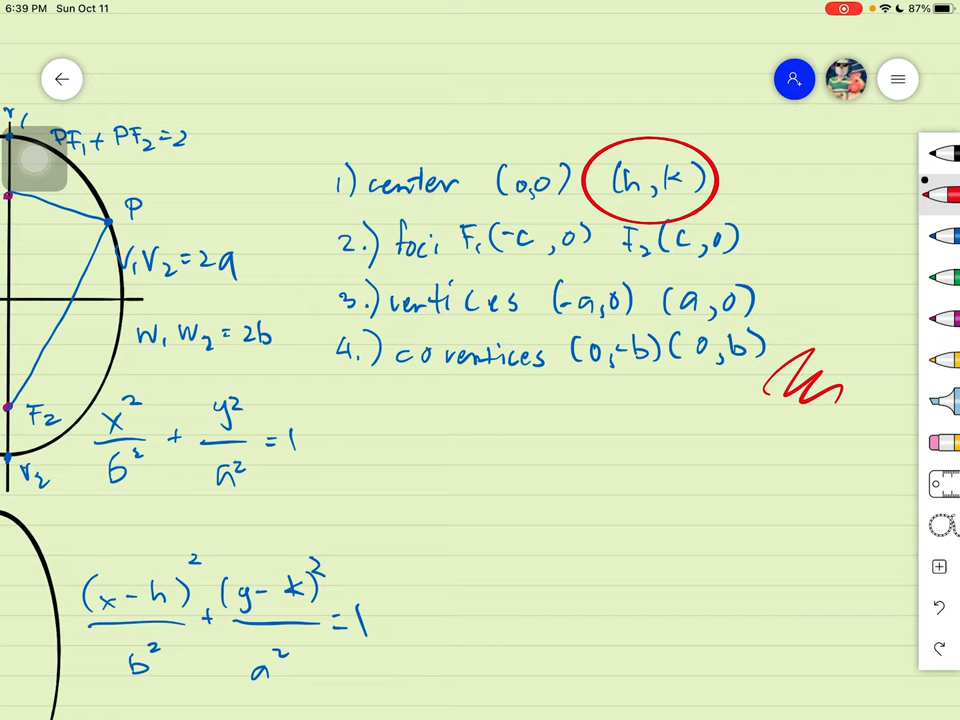 6:39 PM Sun Oct 11
87%
PF₁ + PF₂ = 2
P
1) center (0,0) (h,k)
2.) foci F₁(-c,0) F₂(c,0)
V₁V₂ = 2a
3.) vertices (-a,0) (a,0)
W₁W₂ = 2b
4.) covertices (0,-b)(0,b)
F₂
x²/b² + y²/a² = 1
V₂
(x-h)²/b² + (y-k)²/a² = 1